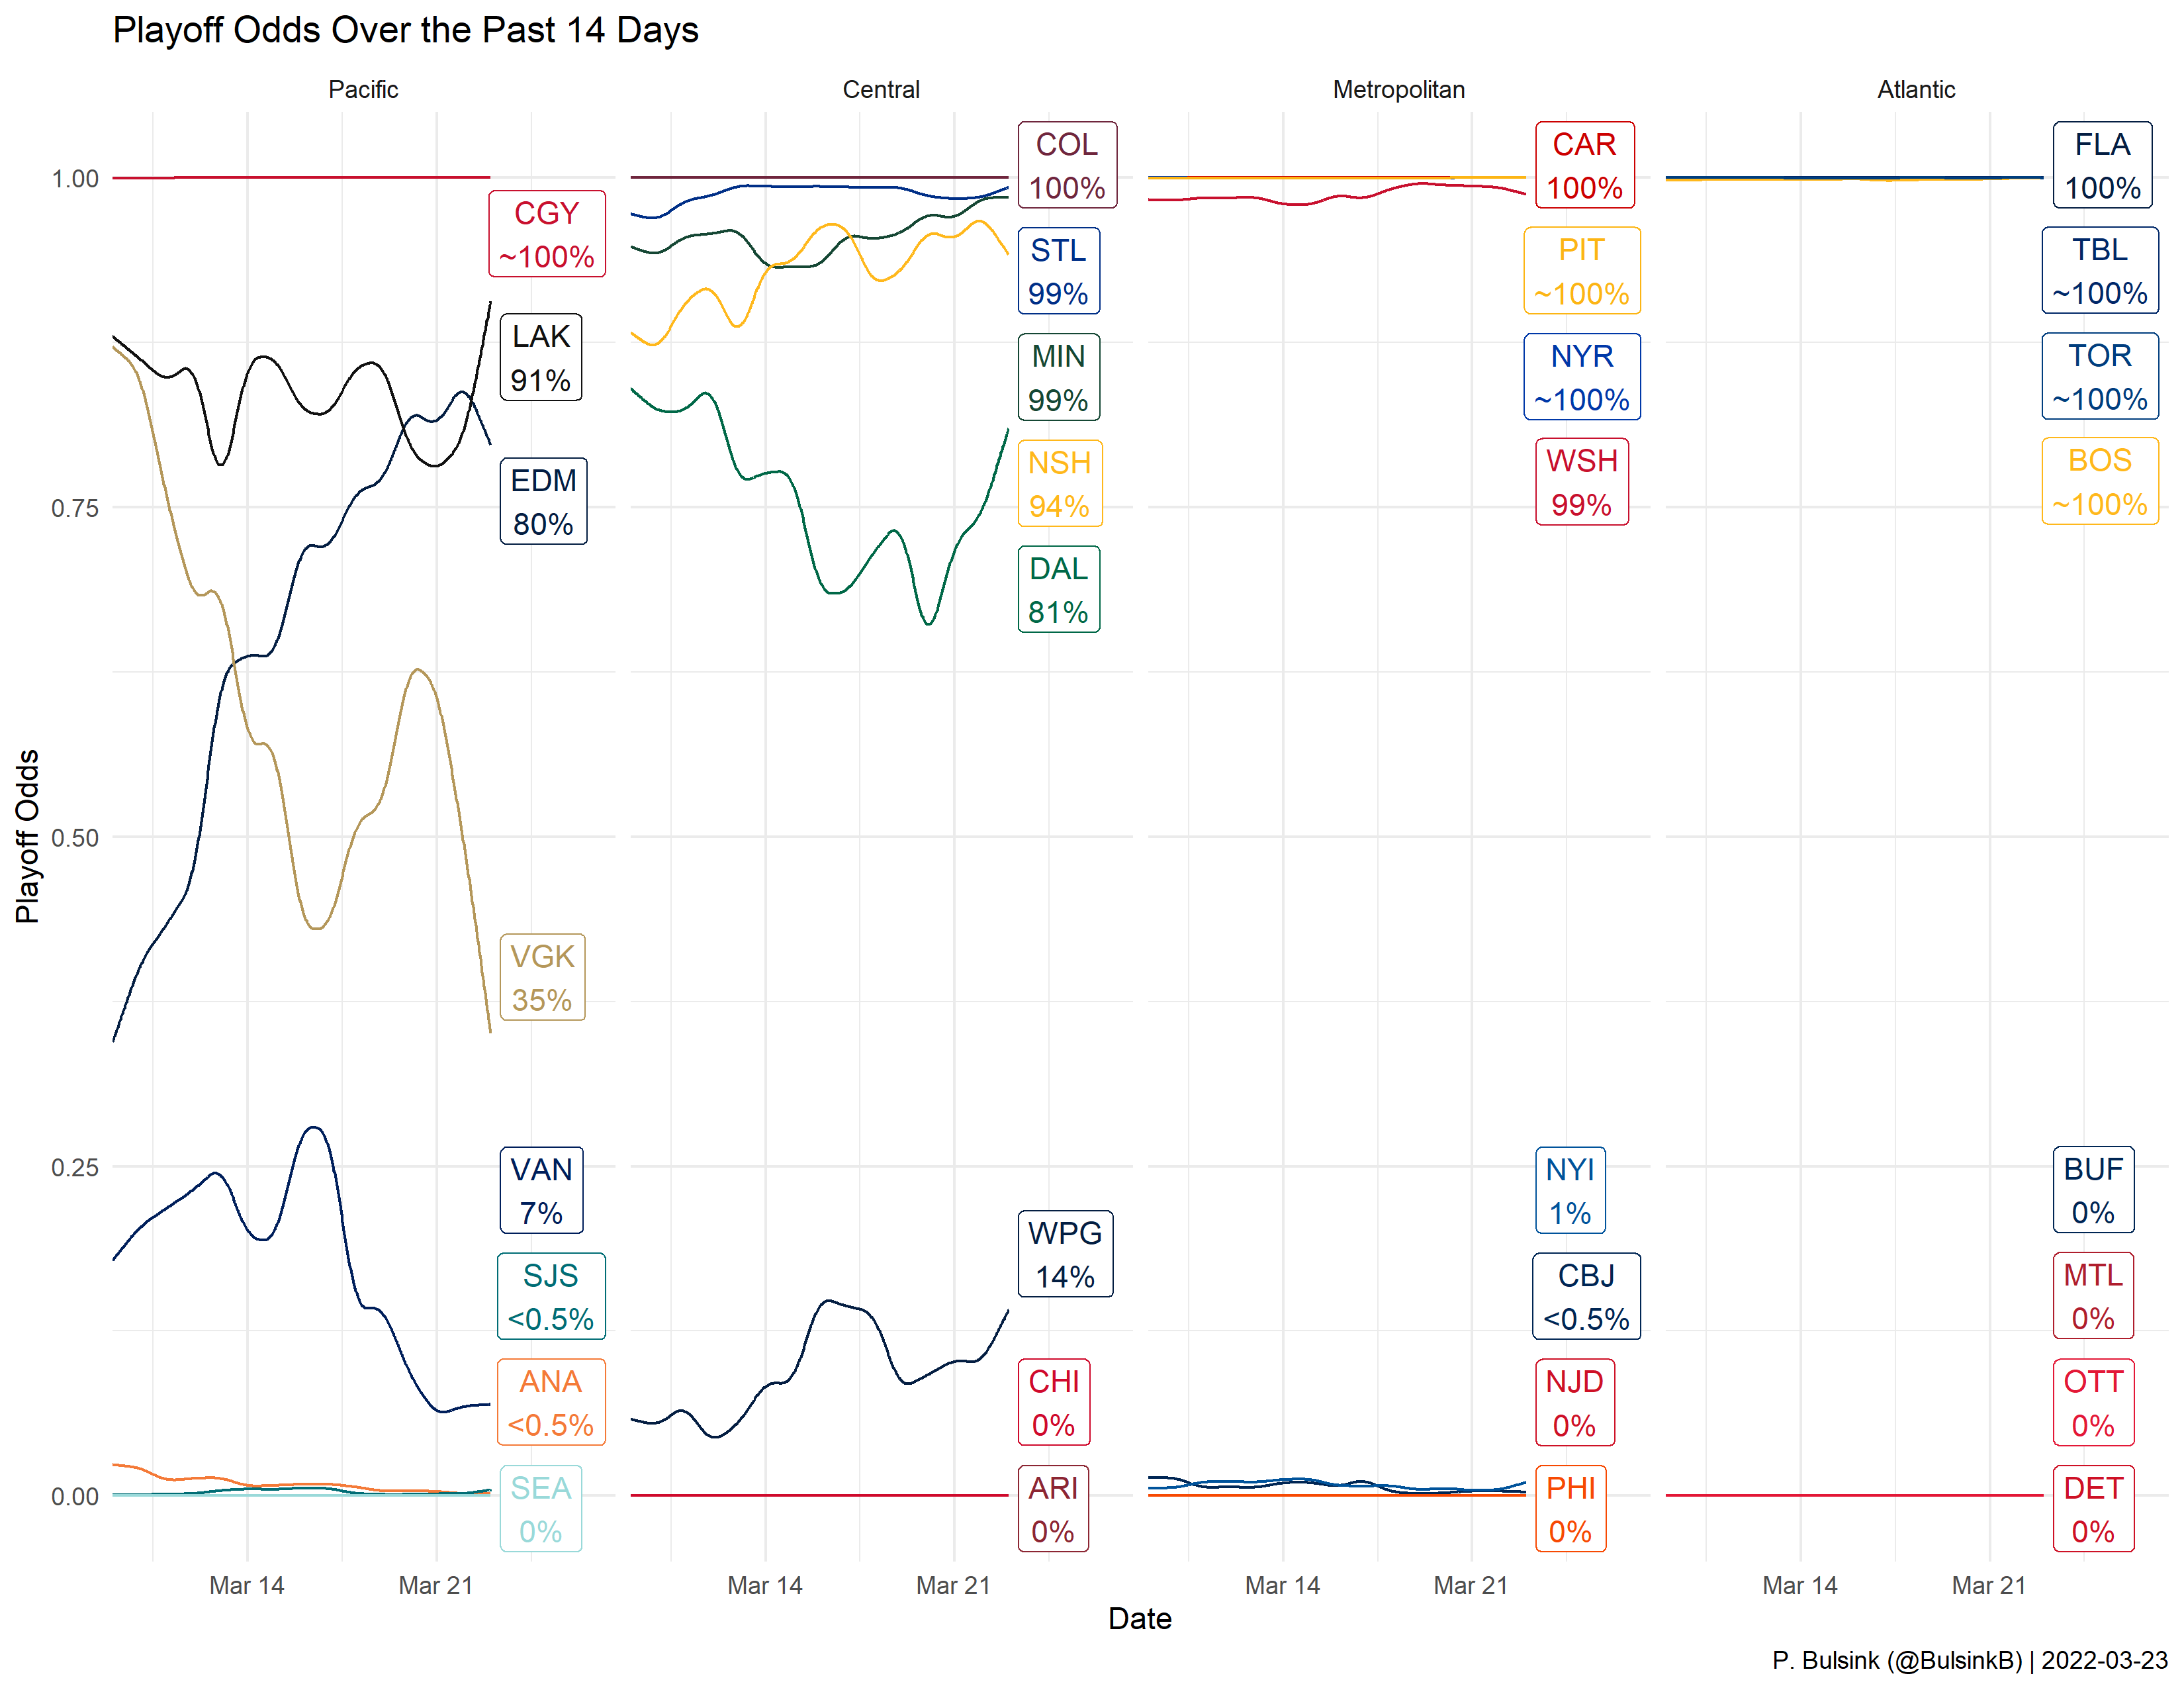 Playoff Odds Over the Past 14 Days
Pacific
Central
Metropolitan
Atlantic
Playoff Odds
1.00
0.75
0.50
0.25
0.00
CGY
~100%
LAK
91%
EDM
80%
VGK
35%
VAN
7%
SJS
<0.5%
ANA
<0.5%
SEA
0%
COL
100%
STL
99%
MIN
99%
NSH
94%
DAL
81%
WPG
14%
CHI
0%
ARI
0%
CAR
100%
PIT
~100%
NYR
~100%
WSH
99%
NYI
1%
CBJ
<0.5%
NJD
0%
PHI
0%
FLA
100%
TBL
~100%
TOR
~100%
BOS
~100%
BUF
0%
MTL
0%
OTT
0%
DET
0%
Mar 14
Mar 21
Mar 14
Mar 21
Mar 14
Mar 21
Mar 14
Mar 21
Date
P. Bulsink (@BulsinkB) | 2022-03-23